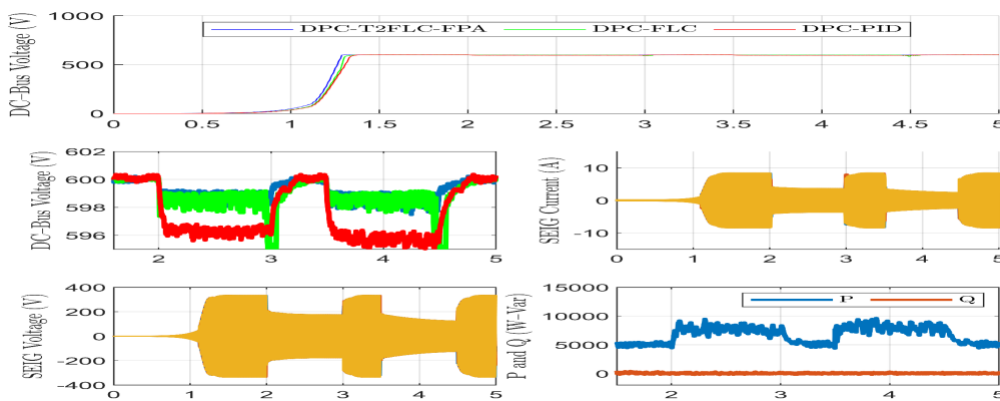 1000
500
0
DC-Bus Voltage (V)
DPC-T2FLC-FPA DPC-FLC DPC-PID
0 0.5 1 1.5 2 2.5 3 3.5 4 4.5 5
602
600
598
596
DC-Bus Voltage (V)
2 3 4 5
10
0
-10
SEIG Current (A)
0 1 2 3 4 5
400
200
0
-200
-400
SEIG Voltage (V)
0 1 2 3 4 5
15000
10000
5000
0
P and Q (W-Var)
P Q
2 3 4 5